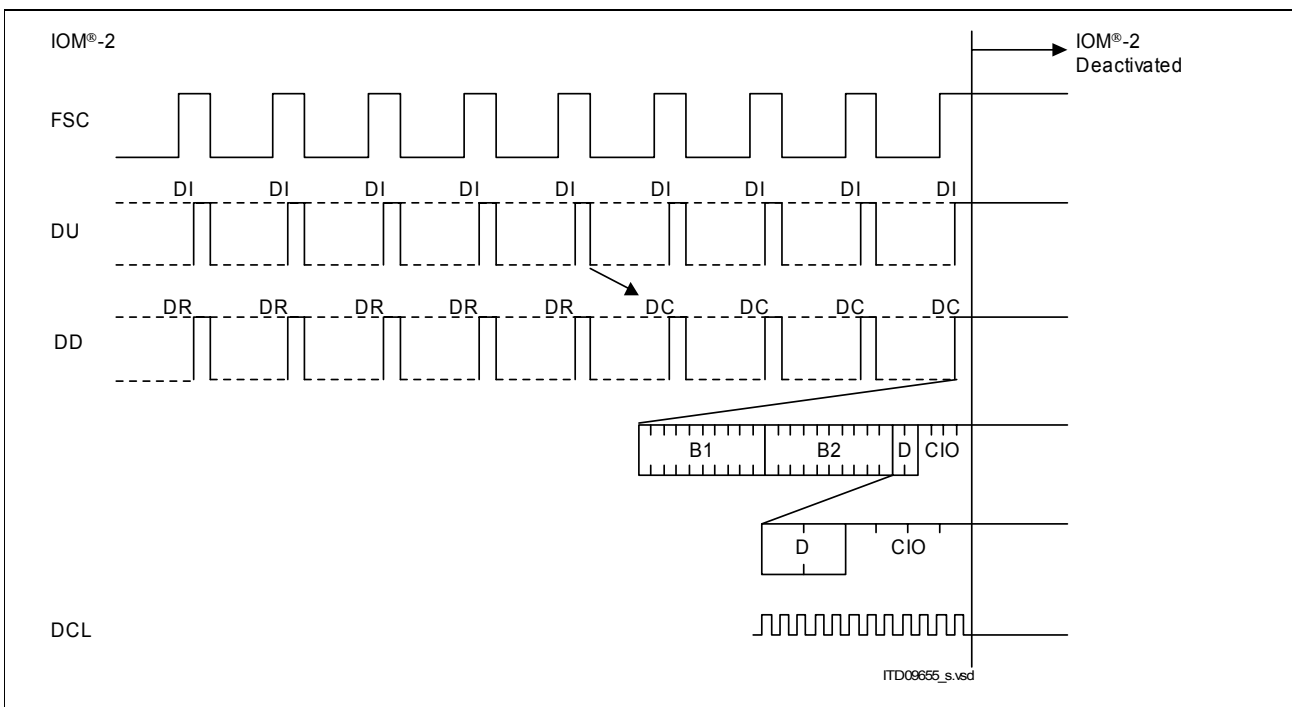 IOM®-2
IOM®-2
Deactivated
FSC
DI DI DI DI DI DI DI DI DI
DU
DR DR DR DR DR DC DC DC DC
DD
B1 B2 D CIO
D CIO
DCL
ITD09655_s.vsd